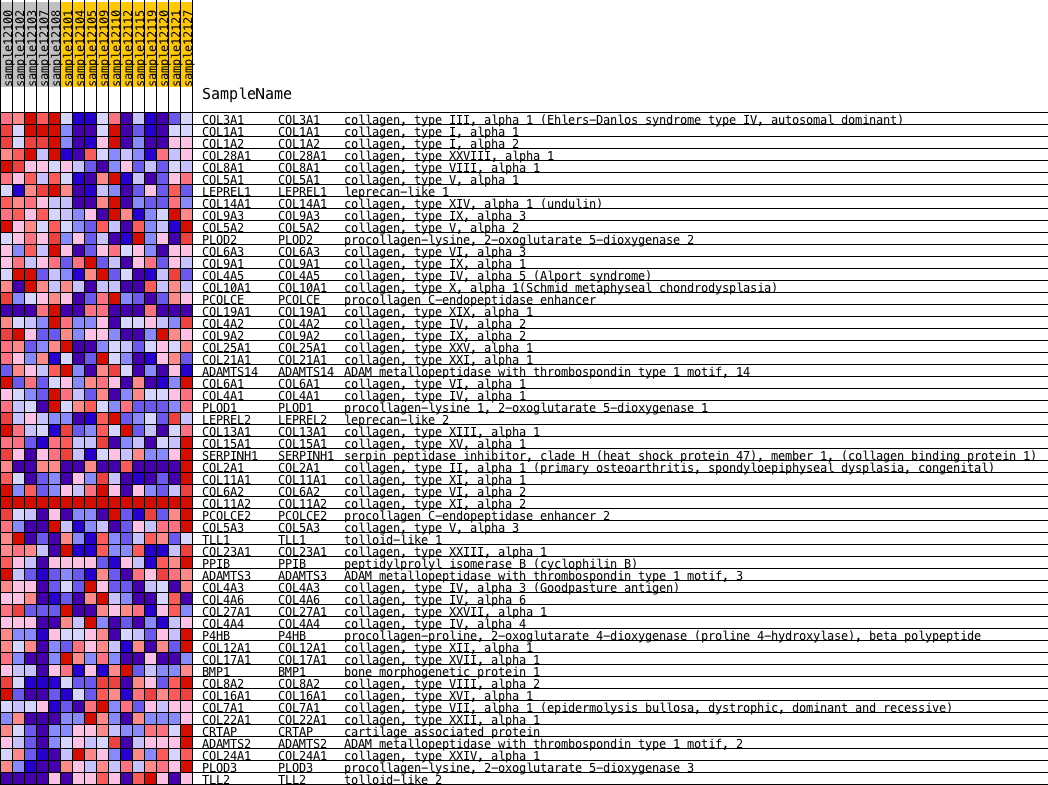 sample12100 sample12102 sample12103 sample12107 sample12108 sample12101 sample12104 sample12105 sample12109 sample12110 sample12112 sample12115 sample12119 sample12120 sample12121 sample12127
SampleName
COL3A1 COL3A1 collagen, type III, alpha 1 (Ehlers-Danlos syndrome type IV, autosomal dominant)
COL1A1 COL1A1 collagen, type I, alpha 1
COL1A2 COL1A2 collagen, type I, alpha 2
COL28A1 COL28A1 collagen, type XXVIII, alpha 1
COL8A1 COL8A1 collagen, type VIII, alpha 1
COL5A1 COL5A1 collagen, type V, alpha 1
LEPREL1 LEPREL1 leprecan-like 1
COL14A1 COL14A1 collagen, type XIV, alpha 1 (undulin)
COL9A3 COL9A3 collagen, type IX, alpha 3
COL5A2 COL5A2 collagen, type V, alpha 2
PLOD2 PLOD2 procollagen-lysine, 2-oxoglutarate 5-dioxygenase 2
COL6A3 COL6A3 collagen, type VI, alpha 3
COL9A1 COL9A1 collagen, type IX, alpha 1
COL4A5 COL4A5 collagen, type IV, alpha 5 (Alport syndrome)
COL10A1 COL10A1 collagen, type X, alpha 1(Schmid metaphyseal chondrodysplasia)
PCOLCE PCOLCE procollagen C-endopeptidase enhancer
COL19A1 COL19A1 collagen, type XIX, alpha 1
COL4A2 COL4A2 collagen, type IV, alpha 2
COL9A2 COL9A2 collagen, type IX, alpha 2
COL25A1 COL25A1 collagen, type XXV, alpha 1
COL21A1 COL21A1 collagen, type XXI, alpha 1
ADAMTS14 ADAMTS14 ADAM metallopeptidase with thrombospondin type 1 motif, 14
COL6A1 COL6A1 collagen, type VI, alpha 1
COL4A1 COL4A1 collagen, type IV, alpha 1
PLOD1 PLOD1 procollagen-lysine 1, 2-oxoglutarate 5-dioxygenase 1
LEPREL2 LEPREL2 leprecan-like 2
COL13A1 COL13A1 collagen, type XIII, alpha 1
COL15A1 COL15A1 collagen, type XV, alpha 1
SERPINH1 SERPINH1 serpin peptidase inhibitor, clade H (heat shock protein 47), member 1, (collagen binding protein 1)
COL2A1 COL2A1 collagen, type II, alpha 1 (primary osteoarthritis, spondyloepiphyseal dysplasia, congenital)
COL11A1 COL11A1 collagen, type XI, alpha 1
COL6A2 COL6A2 collagen, type VI, alpha 2
COL11A2 COL11A2 collagen, type XI, alpha 2
PCOLCE2 PCOLCE2 procollagen C-endopeptidase enhancer 2
COL5A3 COL5A3 collagen, type V, alpha 3
TLL1 TLL1 tolloid-like 1
COL23A1 COL23A1 collagen, type XXIII, alpha 1
PPIB PPIB peptidylprolyl isomerase B (cyclophilin B)
ADAMTS3 ADAMTS3 ADAM metallopeptidase with thrombospondin type 1 motif, 3
COL4A3 COL4A3 collagen, type IV, alpha 3 (Goodpasture antigen)
COL4A6 COL4A6 collagen, type IV, alpha 6
COL27A1 COL27A1 collagen, type XXVII, alpha 1
COL4A4 COL4A4 collagen, type IV, alpha 4
P4HB P4HB procollagen-proline, 2-oxoglutarate 4-dioxygenase (proline 4-hydroxylase), beta polypeptide
COL12A1 COL12A1 collagen, type XII, alpha 1
COL17A1 COL17A1 collagen, type XVII, alpha 1
BMP1 BMP1 bone morphogenetic protein 1
COL8A2 COL8A2 collagen, type VIII, alpha 2
COL16A1 COL16A1 collagen, type XVI, alpha 1
COL7A1 COL7A1 collagen, type VII, alpha 1 (epidermolysis bullosa, dystrophic, dominant and recessive)
COL22A1 COL22A1 collagen, type XXII, alpha 1
CRTAP CRTAP cartilage associated protein
ADAMTS2 ADAMTS2 ADAM metallopeptidase with thrombospondin type 1 motif, 2
COL24A1 COL24A1 collagen, type XXIV, alpha 1
PLOD3 PLOD3 procollagen-lysine, 2-oxoglutarate 5-dioxygenase 3
TLL2 TLL2 tolloid-like 2